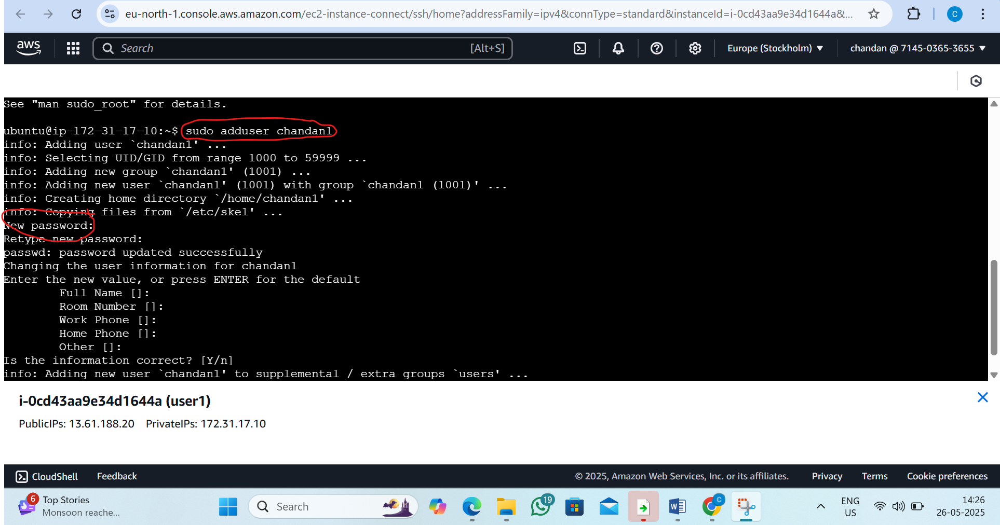 eu-north-1.console.aws.amazon.com/ec2-instance-connect/ssh/home?addressFamily=ipv4&connType=standard&instanceId=i-0cd43aa9e34d1644a&...
C
aws
Search
[Alt+S]
Europe (Stockholm)
chandan @ 7145-0365-3655
See "man sudo_root" for details.
ubuntu@ip-172-31-17-10:~$ sudo adduser chandan1
info: Adding user `chandan1' ...
info: Selecting UID/GID from range 1000 to 59999 ...
info: Adding new group `chandan1' (1001) ...
info: Adding new user `chandan1' (1001) with group `chandan1 (1001)' ...
info: Creating home directory `/home/chandan1' ...
info: Copying files from `/etc/skel' ...
New password:
Retype new password:
passwd: password updated successfully
Changing the user information for chandan1
Enter the new value, or press ENTER for the default
Full Name []:
Room Number []:
Work Phone []:
Home Phone []:
Other []:
Is the information correct? [Y/n]
info: Adding new user `chandan1' to supplemental / extra groups `users' ...
i-0cd43aa9e34d1644a (user1)
PublicIPs: 13.61.188.20 PrivateIPs: 172.31.17.10
CloudShell Feedback
© 2025, Amazon Web Services, Inc. or its affiliates. Privacy Terms Cookie preferences
6
Top Stories
Monsoon reache...
Search
19
W
C
ENG
US
14:26
26-05-2025